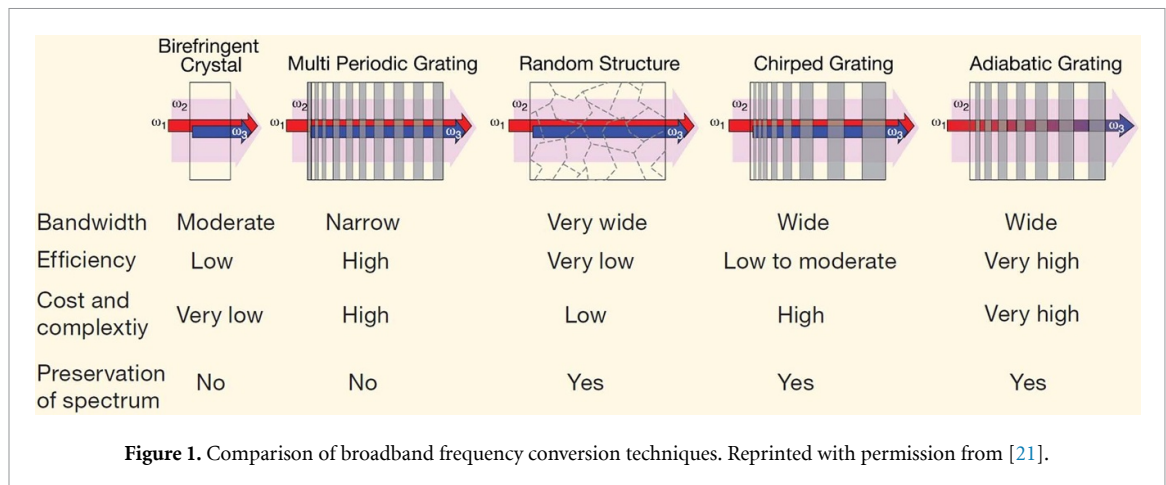 Birefringent
Crystal
Multi Periodic Grating
Random Structure
Chirped Grating
Adiabatic Grating
ω1 ω2 ω3
ω1 ω2 ω3
ω1 ω2 ω3
ω1 ω2 ω3
ω1 ω2 ω3
Bandwidth Moderate Narrow Very wide Wide Wide
Efficiency Low High Very low Low to moderate Very high
Cost and
complextiy Very low High Low High Very high
Preservation
of spectrum No No Yes Yes Yes
Figure 1. Comparison of broadband frequency conversion techniques. Reprinted with permission from [21].